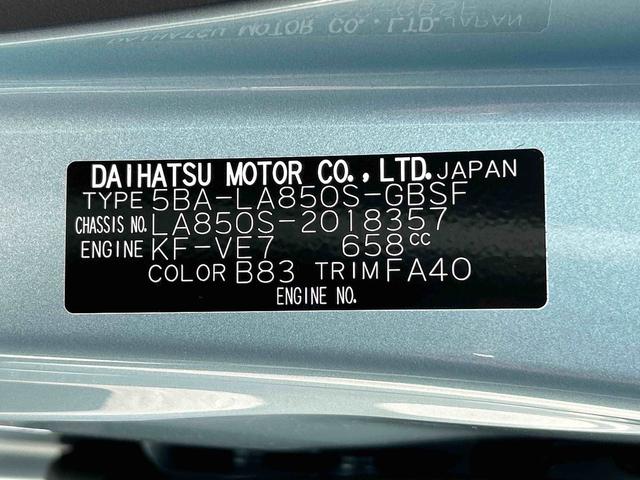 DAIHATSU MOTOR CO.,LTD. JAPAN
TYPE 5BA-LA850S-GBSF
CHASSIS NO. LA850S-2018357
ENGINE KF-VE7 658cc
COLOR B83 TRIM FA40
ENGINE NO.